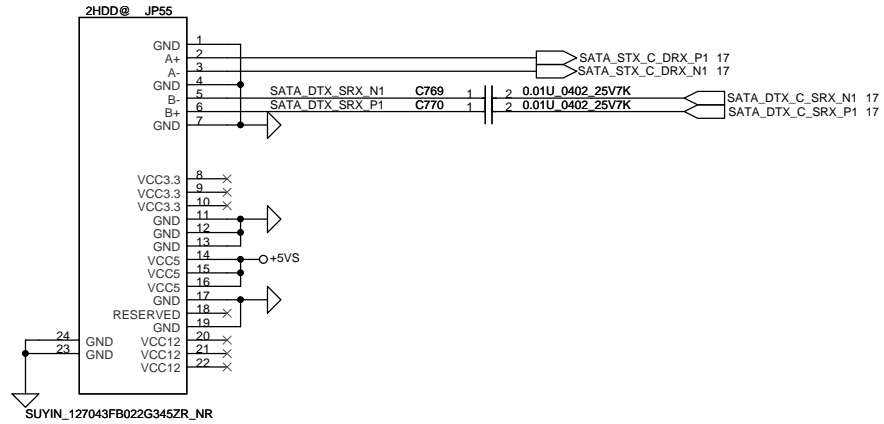 2HDD@ JP55
GND 1
A+ 2 SATA_STX_C_DRX_P1 17
A- 3 SATA_STX_C_DRX_N1 17
GND 4
B- 5 SATA_DTX_SRX_N1 C769 1 2 0.01U_0402_25V7K SATA_DTX_C_SRX_N1 17
B+ 6 SATA_DTX_SRX_P1 C770 1 2 0.01U_0402_25V7K SATA_DTX_C_SRX_P1 17
GND 7
VCC3.3 8
VCC3.3 9
VCC3.3 10
GND 11
GND 12
GND 13
VCC5 14 +5VS
VCC5 15
VCC5 16
GND 17
RESERVED 18
GND 19
24 GND VCC12 20
23 GND VCC12 21
VCC12 22
SUYIN_127043FB022G345ZR_NR